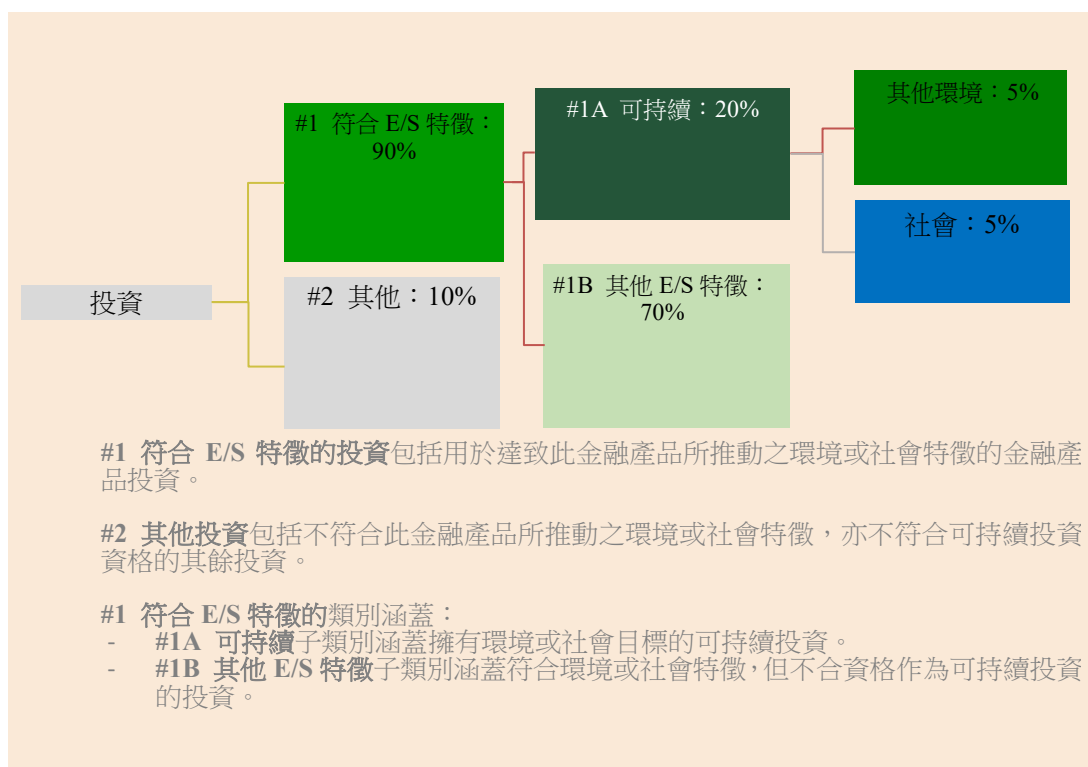 #1 符合 E/S 特徵：
90%
#1A 可持續：20%
其他環境：5%
社會：5%
投資
#2 其他：10%
#1B 其他 E/S 特徵：
70%
#1 符合 E/S 特徵的投資包括用於達致此金融產品所推動之環境或社會特徵的金融產
品投資。
#2 其他投資包括不符合此金融產品所推動之環境或社會特徵，亦不符合可持續投資
資格的其餘投資。
#1 符合 E/S 特徵的類別涵蓋：
- #1A 可持續子類別涵蓋擁有環境或社會目標的可持續投資。
- #1B 其他 E/S 特徵子類別涵蓋符合環境或社會特徵，但不合資格作為可持續投資
的投資。